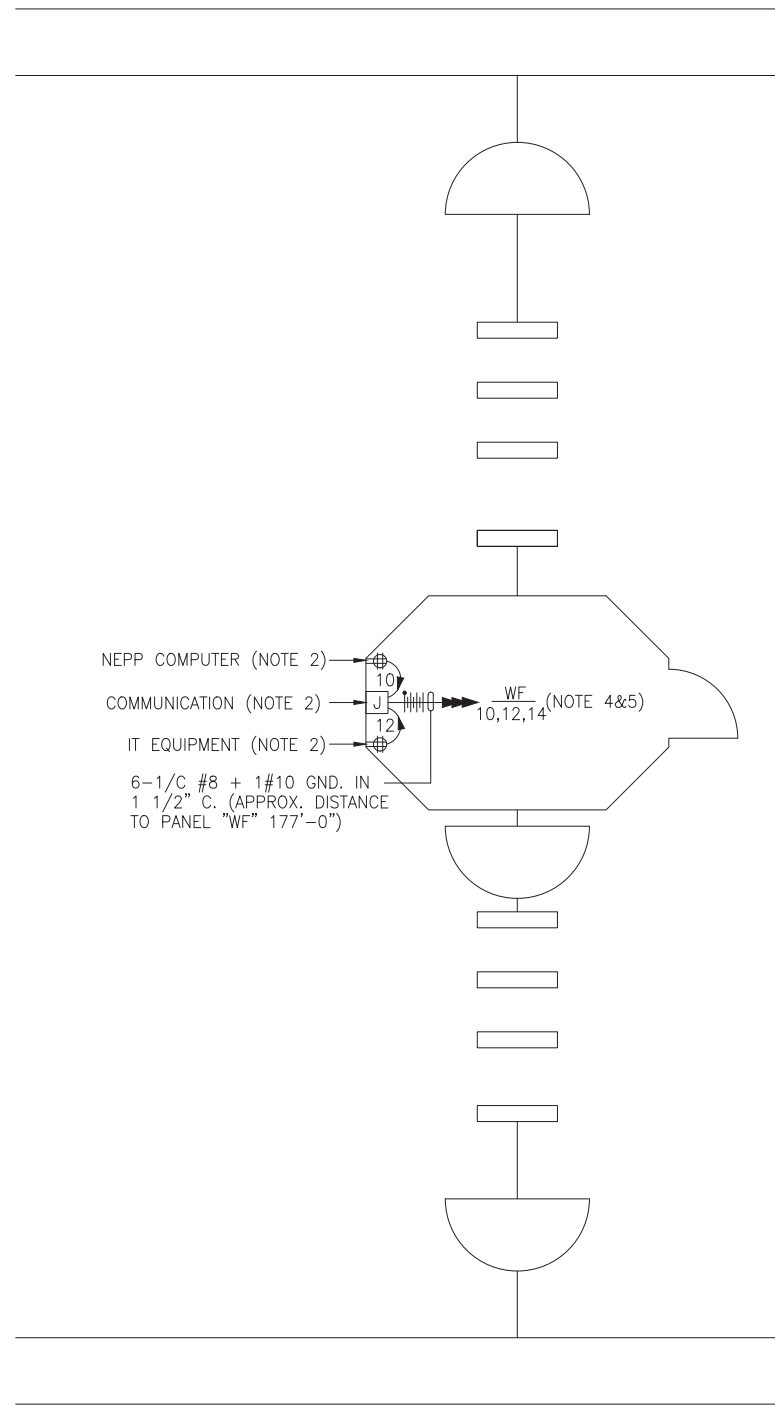 NEPP COMPUTER (NOTE 2)
10
COMMUNICATION (NOTE 2)
J
WF
10,12,14
(NOTE 4&5)
12
IT EQUIPMENT (NOTE 2)
6-1/C #8 + 1#10 GND. IN
1 1/2" C. (APPROX. DISTANCE
TO PANEL "WF" 177'-0")